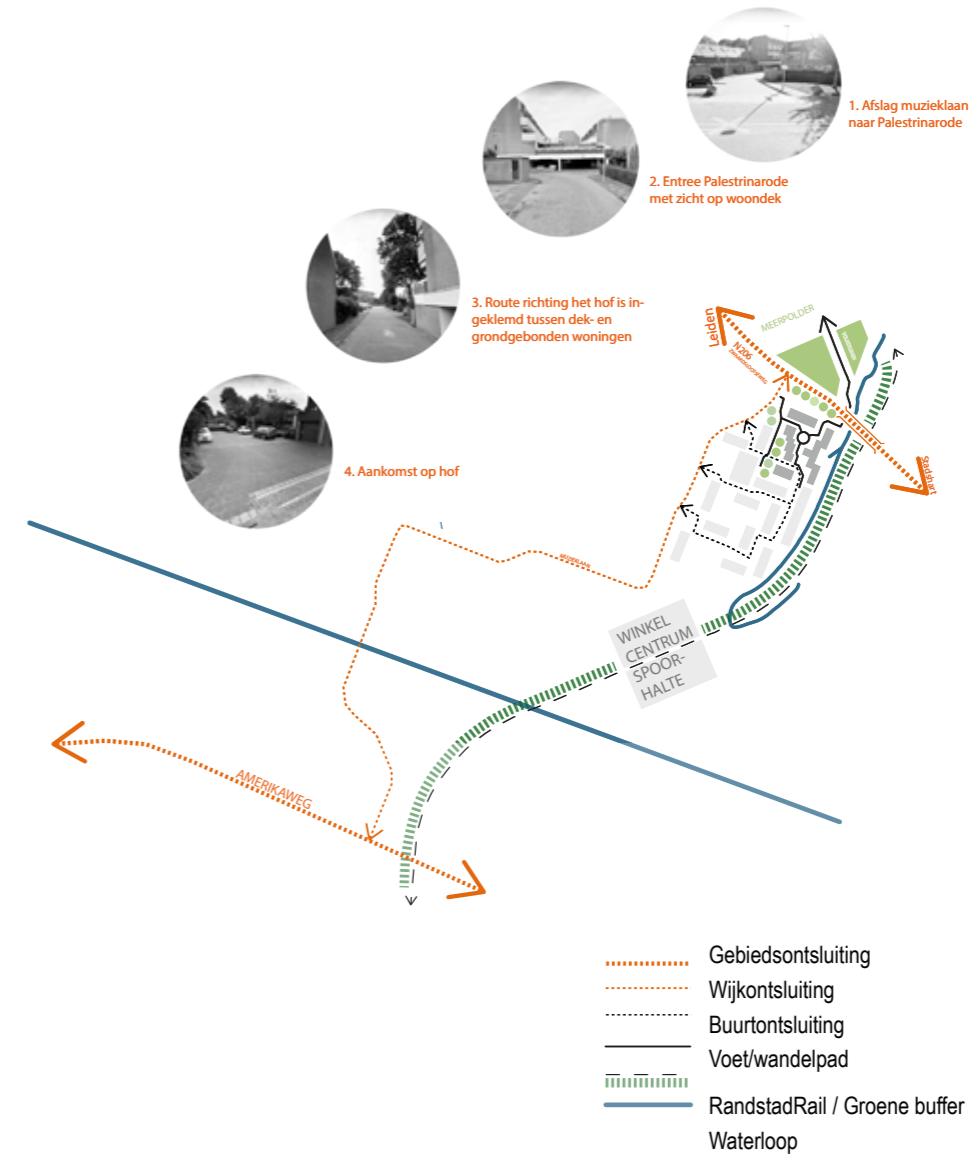 1. Afslag muzieklaan
naar Palestrinarode
2. Entree Palestrinarode
met zicht op woondek
3. Route richting het hof is in-
geklemd tussen dek- en
grondgebonden woningen
4. Aankomst op hof
Leiden
N206
MEERPOLDER
Stadshart
WINKEL
CENTRUM
SPOOR-
HALTE
AMERIKAWEG
Gebiedsontsluiting
Wijkontsluiting
Buurtontsluiting
Voet/wandelpad
RandstadRail / Groene buffer
Waterloop